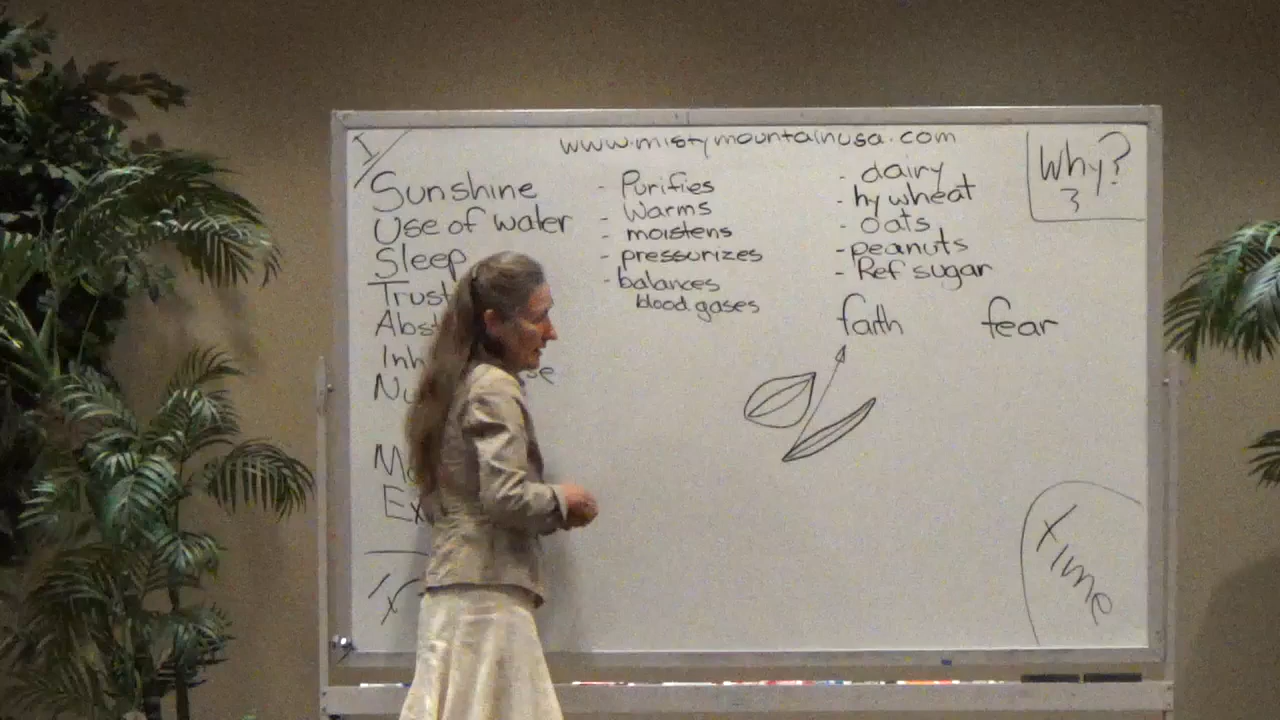 I
www.mistymountainusa.com
Sunshine
Use of water
Sleep
Trust
Abst
Inh
se
Nu
Ex
- Purifies
- Warms
- moistens
- pressurizes
- balances
blood gases
- dairy
- hy wheat
- oats
- peanuts
- Ref sugar
faith fear
Why?
3
Time